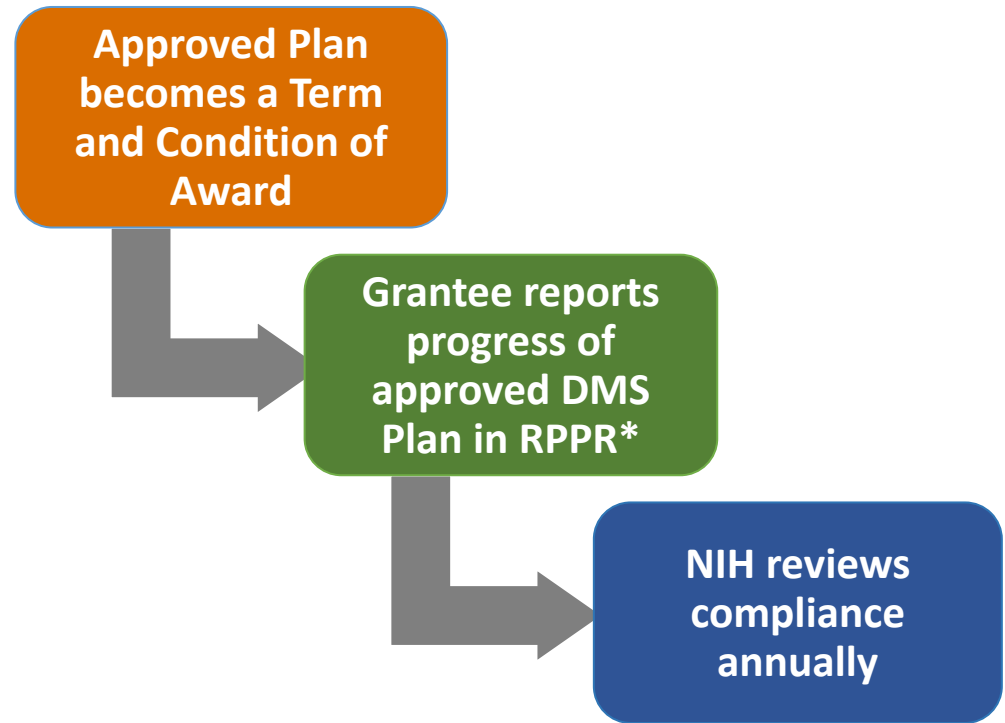 Approved Plan
becomes a Term
and Condition of
Award
Grantee reports
progress of
approved DMS
Plan in RPPR*
NIH reviews
compliance
annually